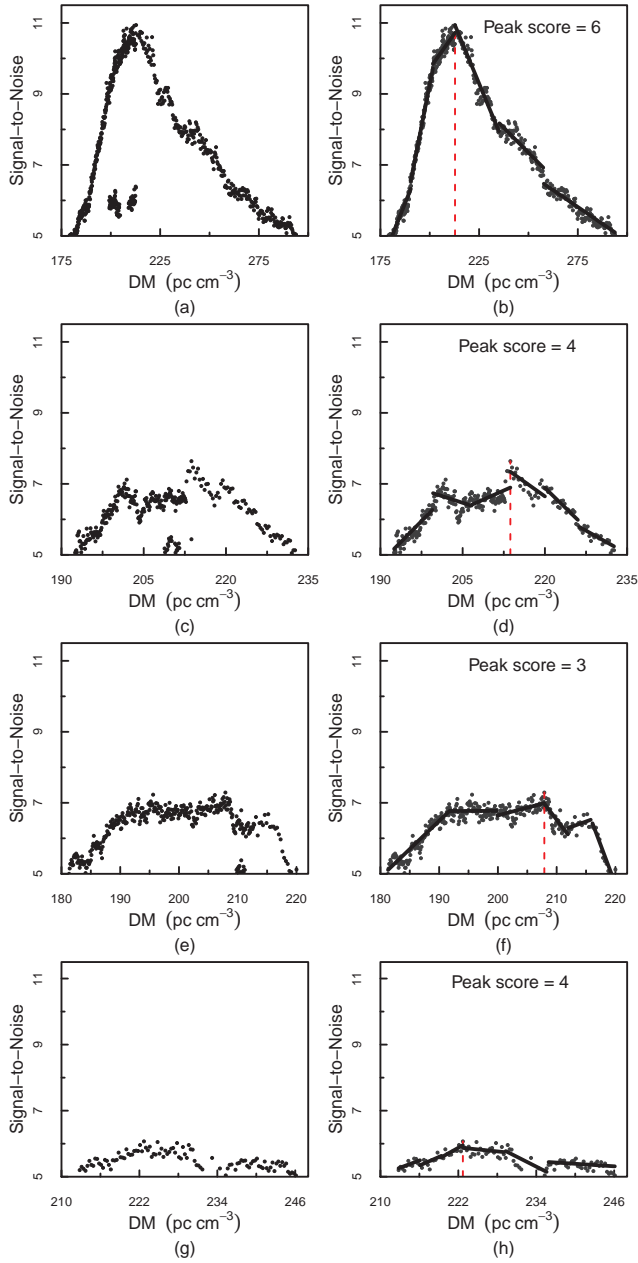 Signal−to−Noise
5 7 9 11
175 225 275
DM (pc cm−3)
(a)
Signal−to−Noise
5 7 9 11
Peak score = 6
175 225 275
DM (pc cm−3)
(b)
Signal−to−Noise
5 7 9 11
190 205 220 235
DM (pc cm−3)
(c)
Signal−to−Noise
5 7 9 11
Peak score = 4
190 205 220 235
DM (pc cm−3)
(d)
Signal−to−Noise
5 7 9 11
180 190 200 210 220
DM (pc cm−3)
(e)
Signal−to−Noise
5 7 9 11
Peak score = 3
180 190 200 210 220
DM (pc cm−3)
(f)
Signal−to−Noise
5 7 9 11
210 222 234 246
DM (pc cm−3)
(g)
Signal−to−Noise
5 7 9 11
Peak score = 4
210 222 234 246
DM (pc cm−3)
(h)